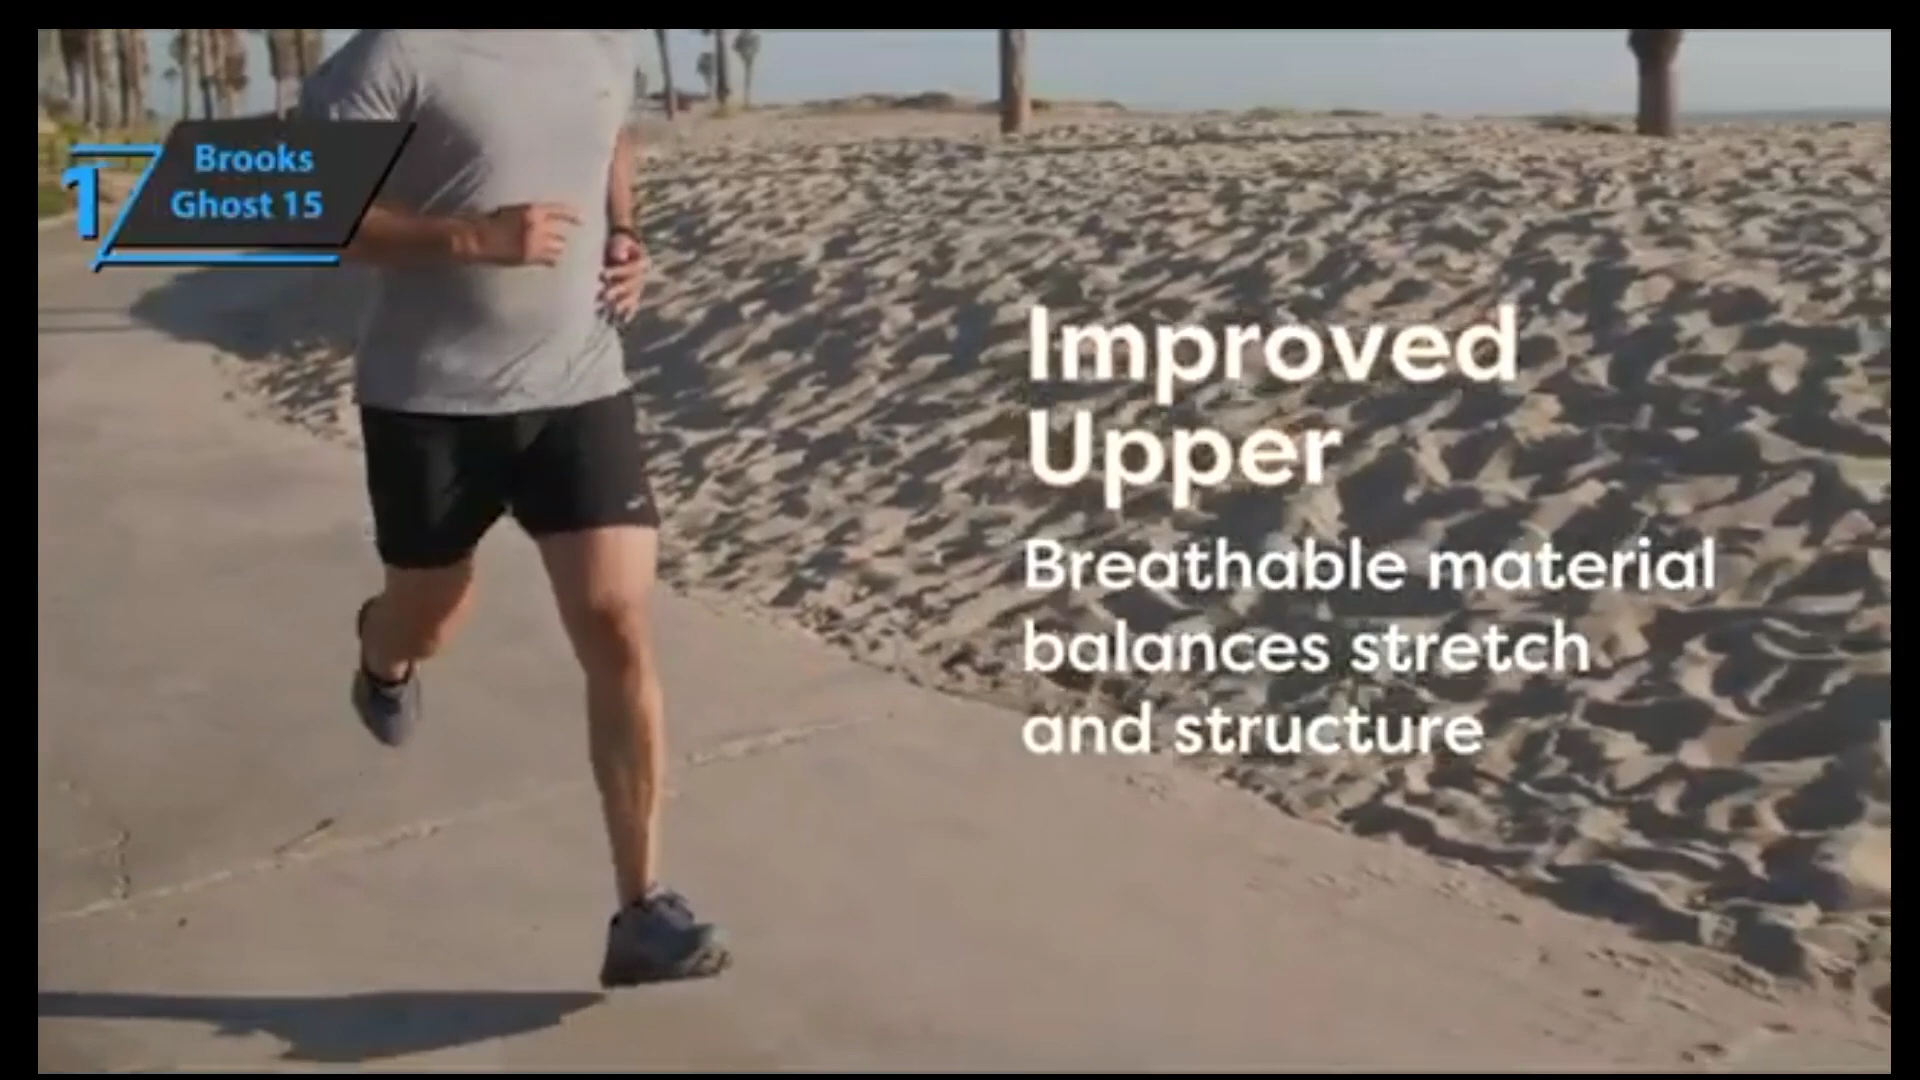 1
Brooks
Ghost 15
Improved
Upper
Breathable material
balances stretch
and structure